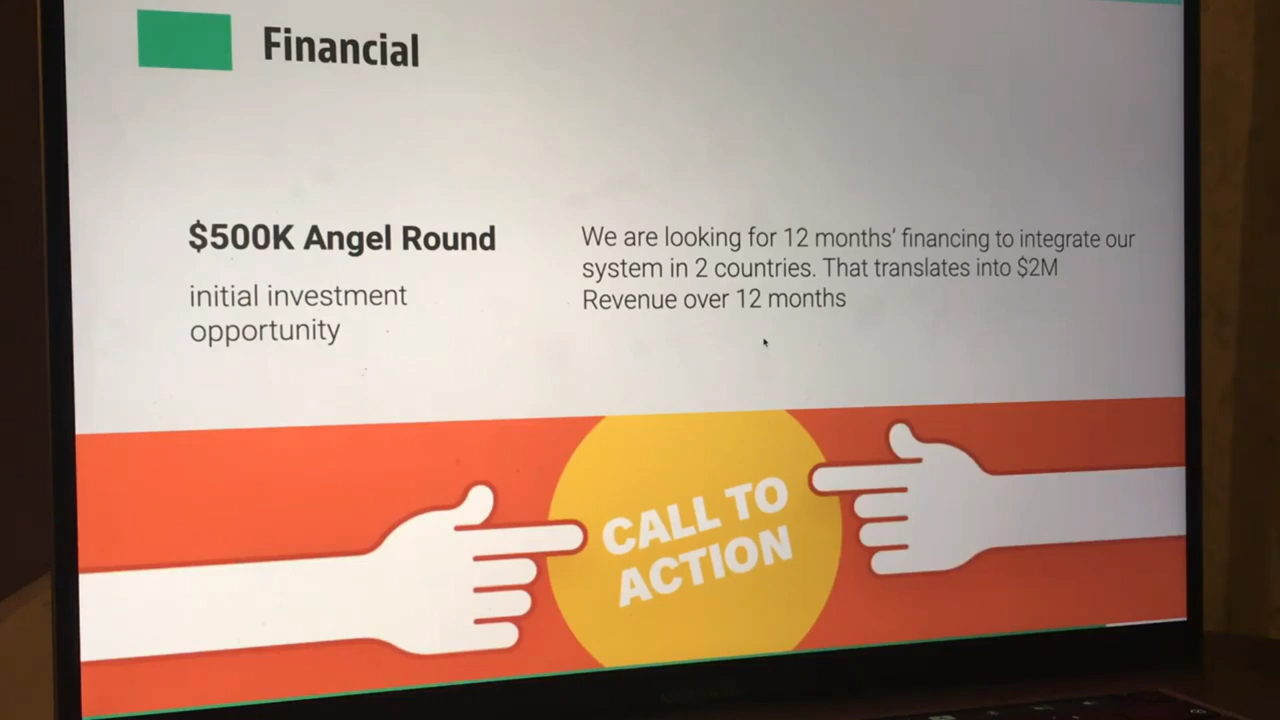 Financial
$500K Angel Round
initial investment
opportunity
We are looking for 12 months' financing to integrate our
system in 2 countries. That translates into $2M
Revenue over 12 months
CALL TO
ACTION